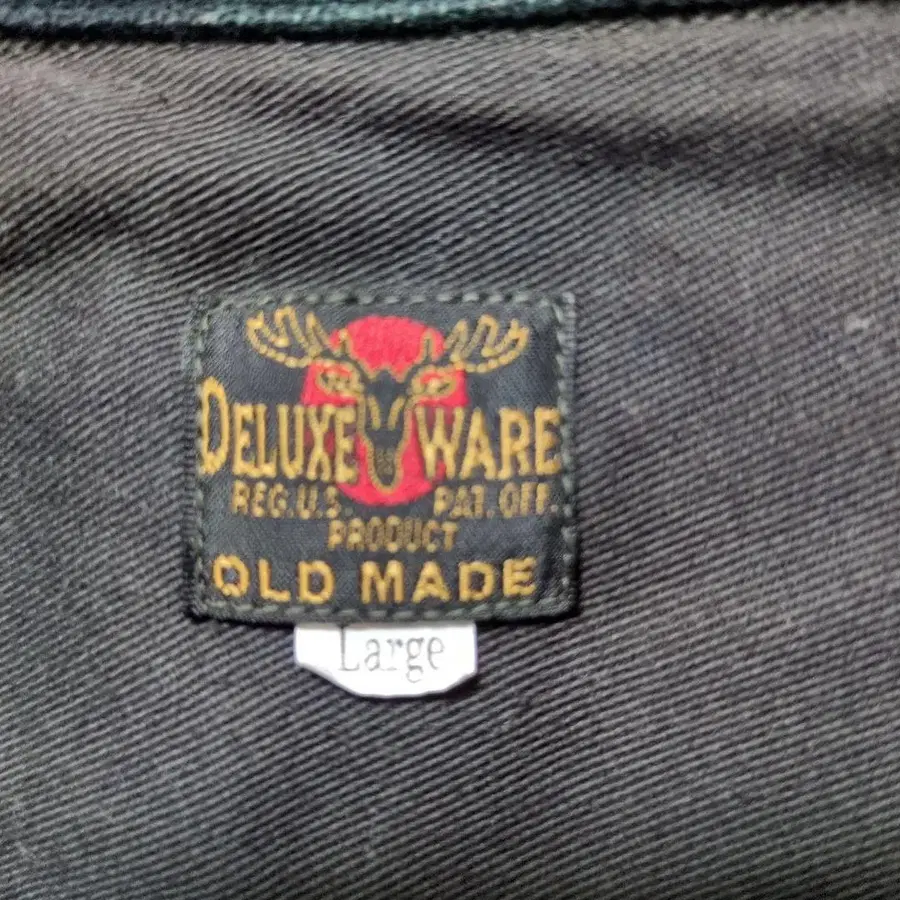 DELUXE WARE
REG. U.S. PAT. OFF.
PRODUCT
OLD MADE
Large